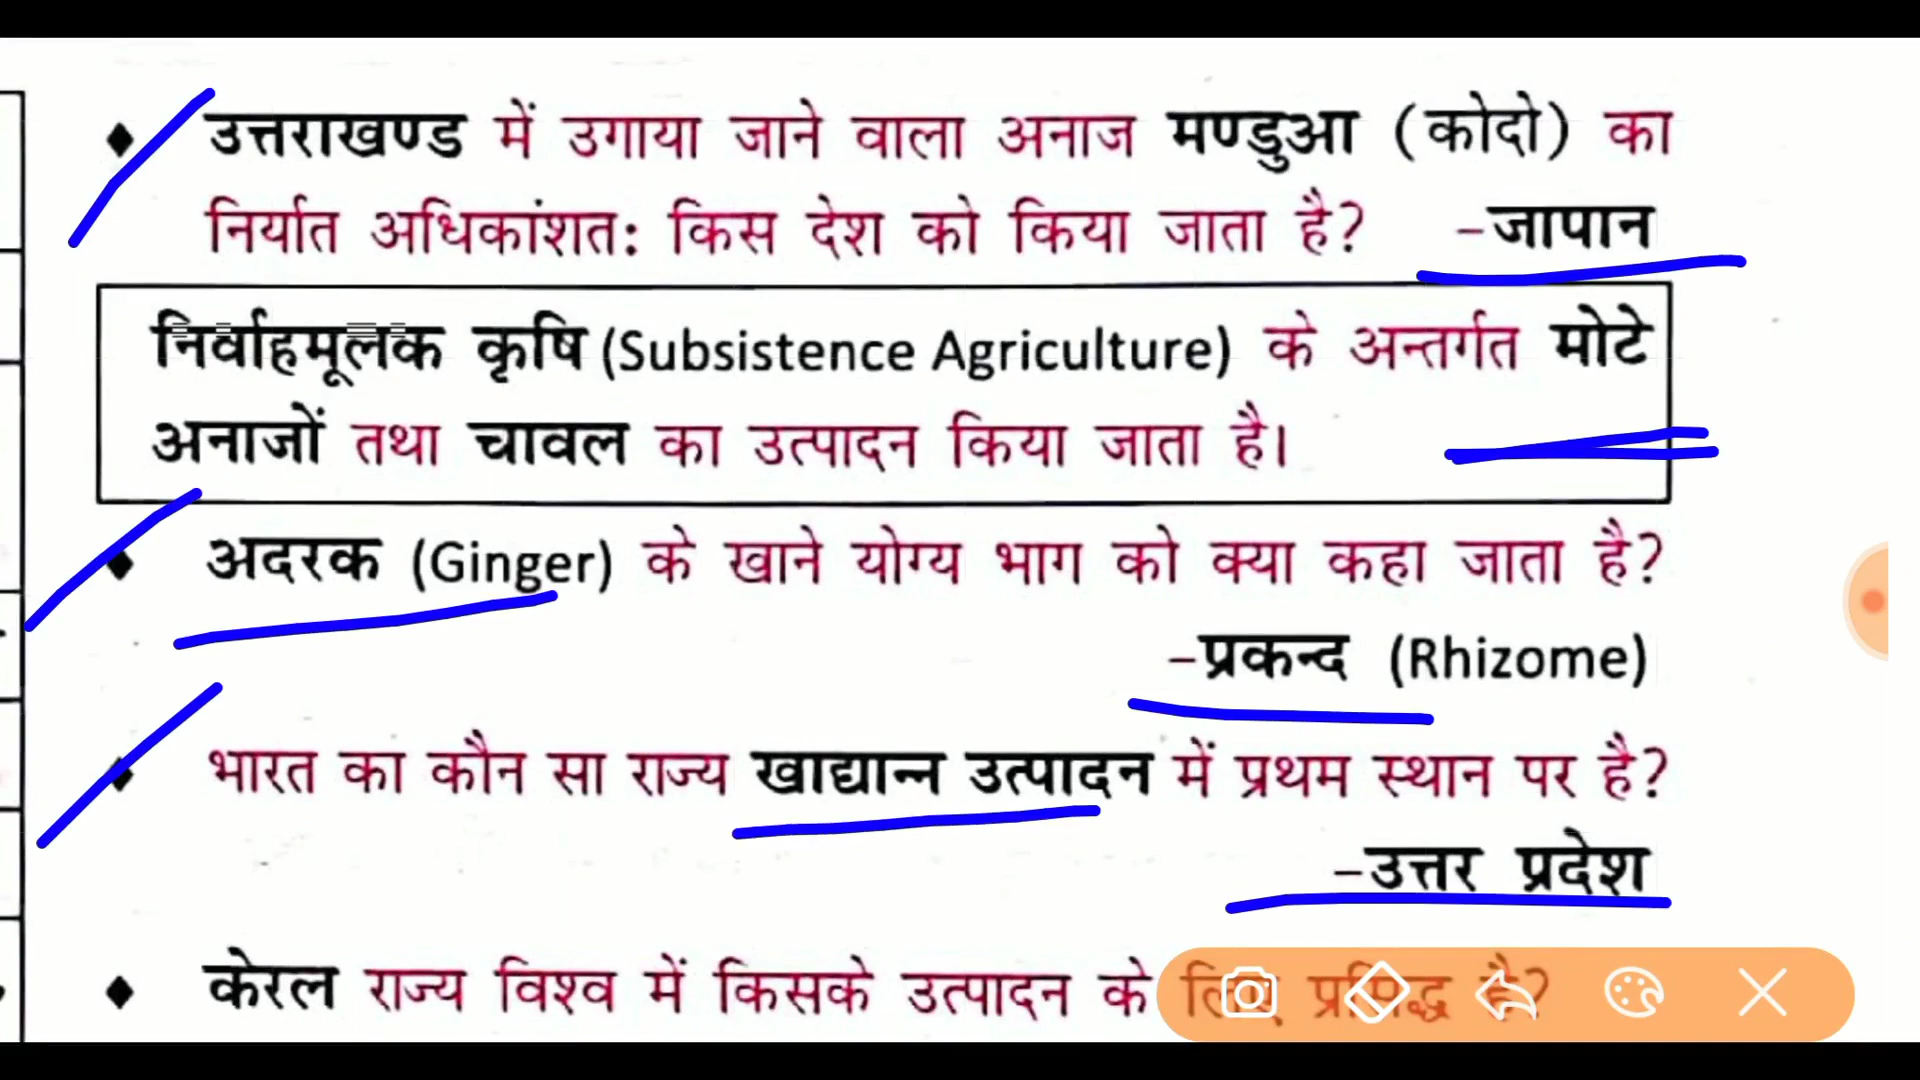 ♦ उत्तराखण्ड में उगाया जाने वाला अनाज मण्डुआ (कोदो) का
निर्यात अधिकांशत: किस देश को किया जाता है? –जापान
निर्वाहमूलक कृषि (Subsistence Agriculture) के अन्तर्गत मोटे
अनाजों तथा चावल का उत्पादन किया जाता है।
♦ अदरक (Ginger) के खाने योग्य भाग को क्या कहा जाता है?
–प्रकन्द (Rhizome)
♦ भारत का कौन सा राज्य खाद्यान्न उत्पादन में प्रथम स्थान पर है?
–उत्तर प्रदेश
♦ केरल राज्य विश्व में किसके उत्पादन के लिए प्रसिद्ध है?